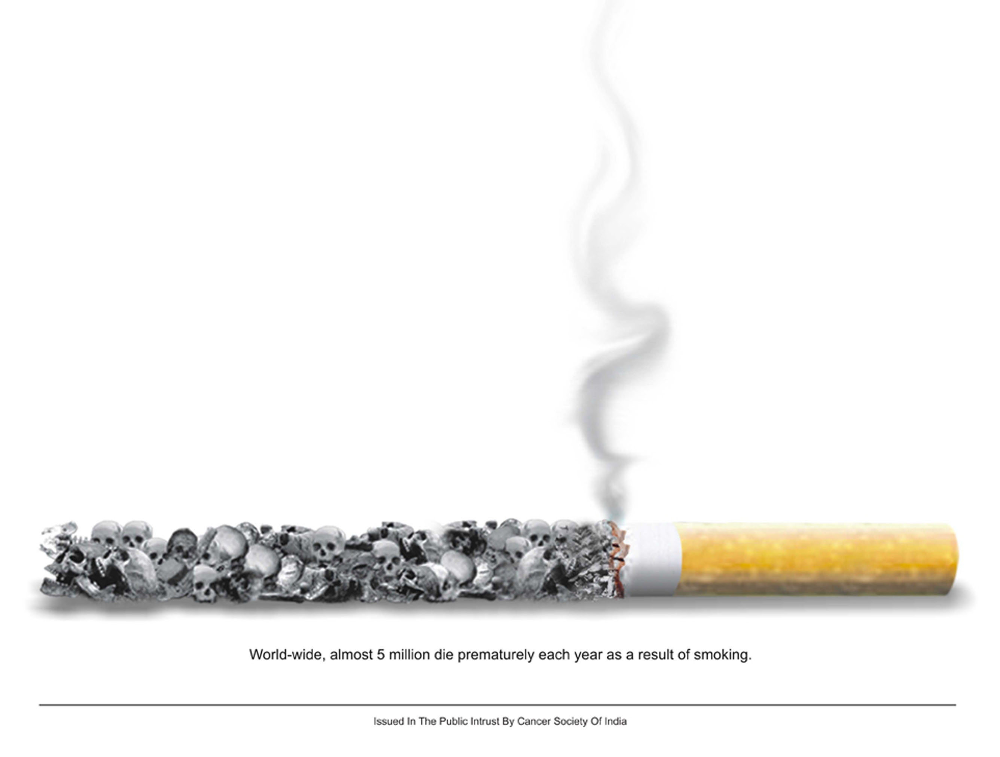 World-wide, almost 5 million die prematurely each year as a result of smoking.
Issued In The Public Intrust By Cancer Society Of India